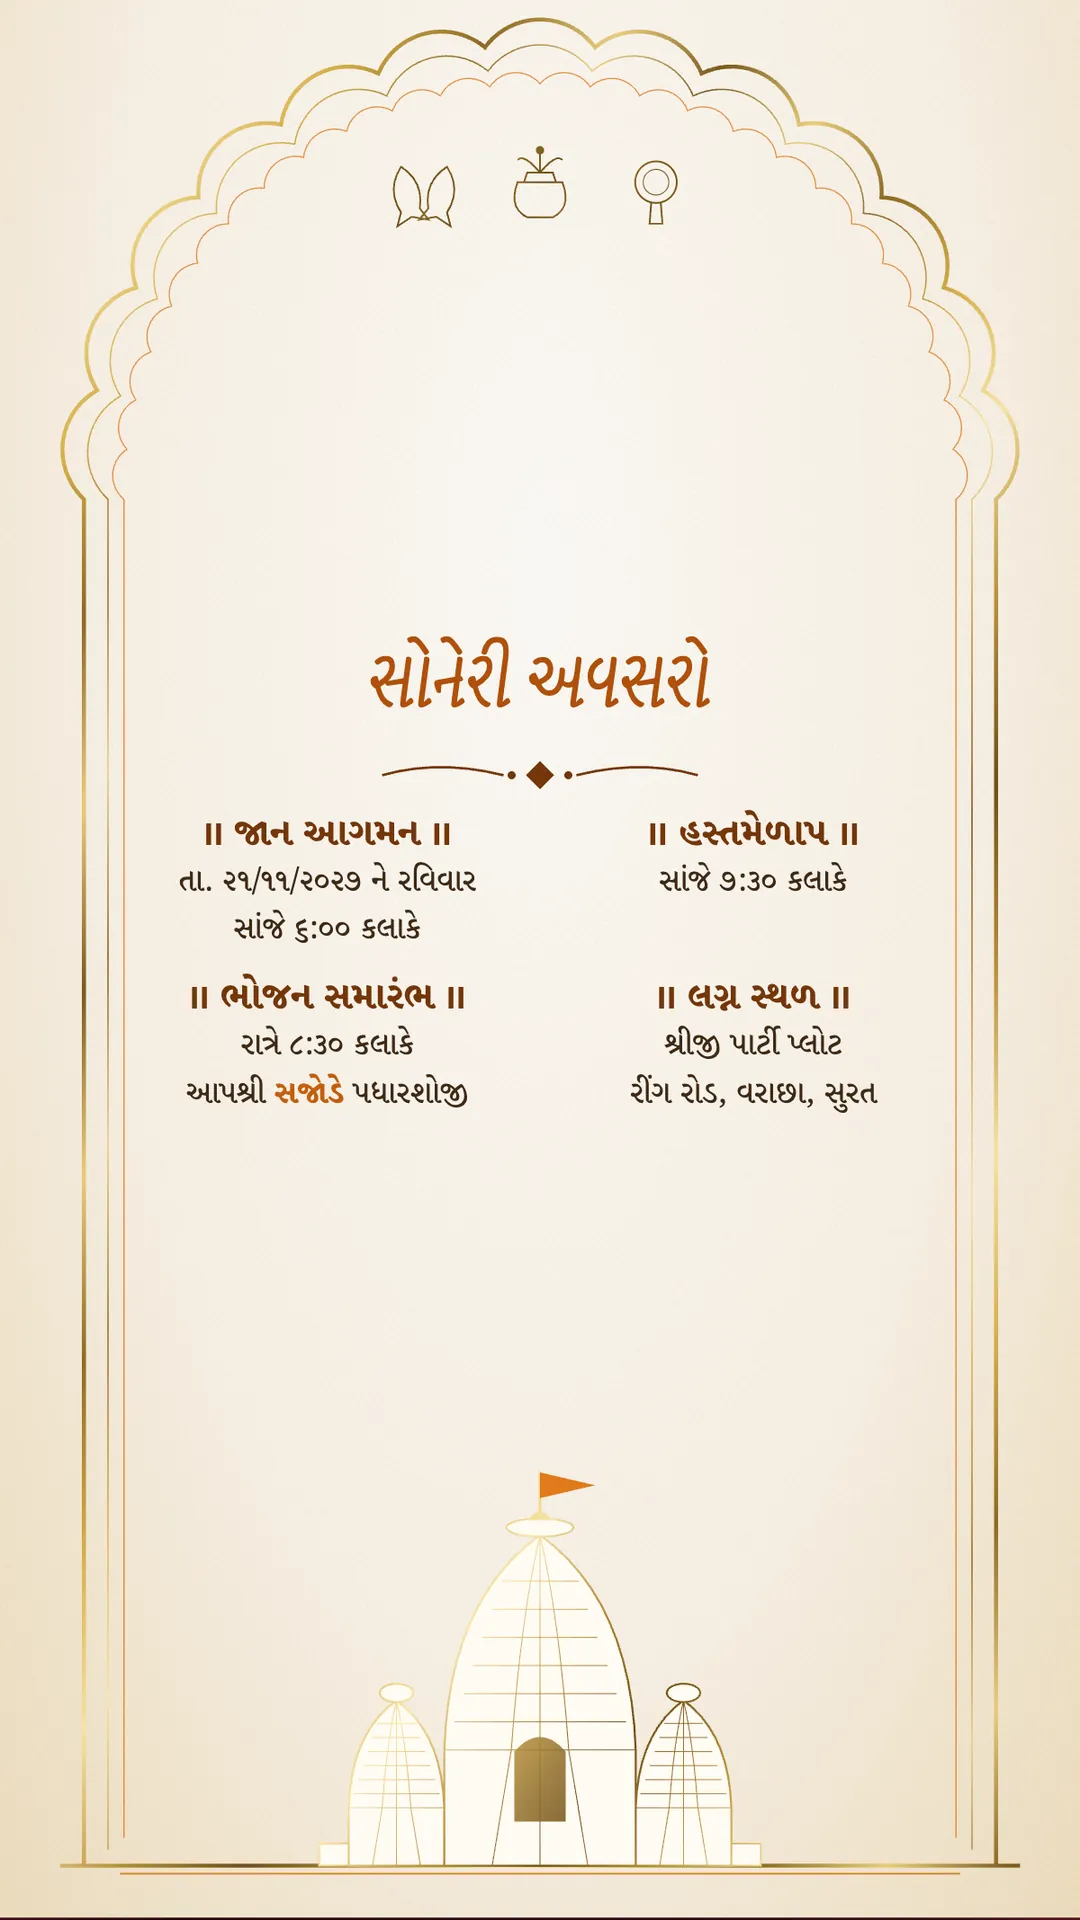 સોનેરી અવસરો
॥ જાન આગમન ॥
તા. ૨૧/૧૧/૨૦૨૭ ને રવિવાર
સાંજે ૬:૦૦ કલાકે
॥ હસ્તમેળાપ ॥
સાંજે ૭:૩૦ કલાકે
॥ ભોજન સમારંભ ॥
રાત્રે ૮:૩૦ કલાકે
આપશ્રી સજોડે પધારશોજી
॥ લગ્ન સ્થળ ॥
શ્રીજી પાર્ટી પ્લોટ
રીંગ રોડ, વરાછા, સુરત